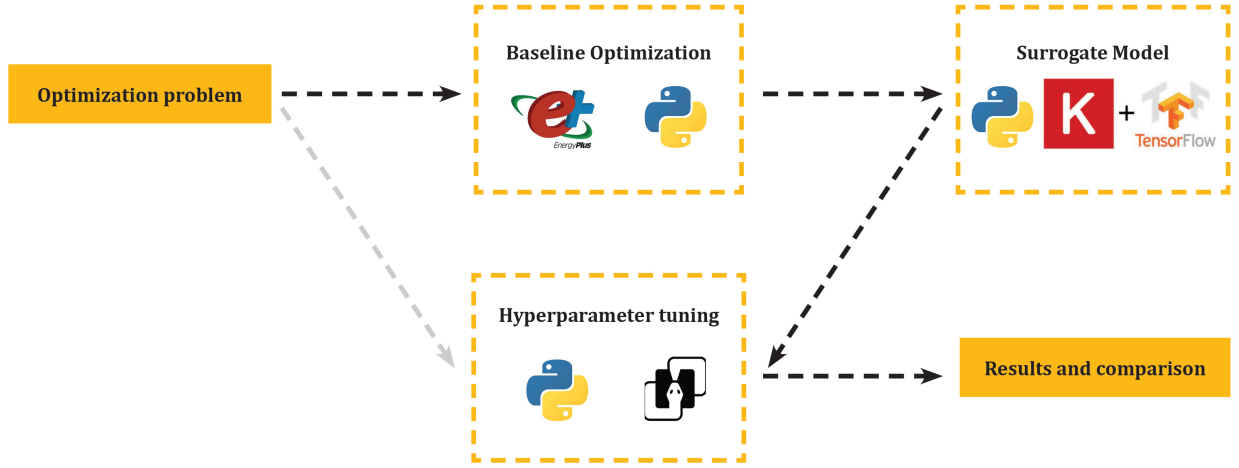 Optimization problem
Baseline Optimization
e+
EnergyPlus
Surrogate Model
K
+
TensorFlow
Hyperparameter tuning
Results and comparison